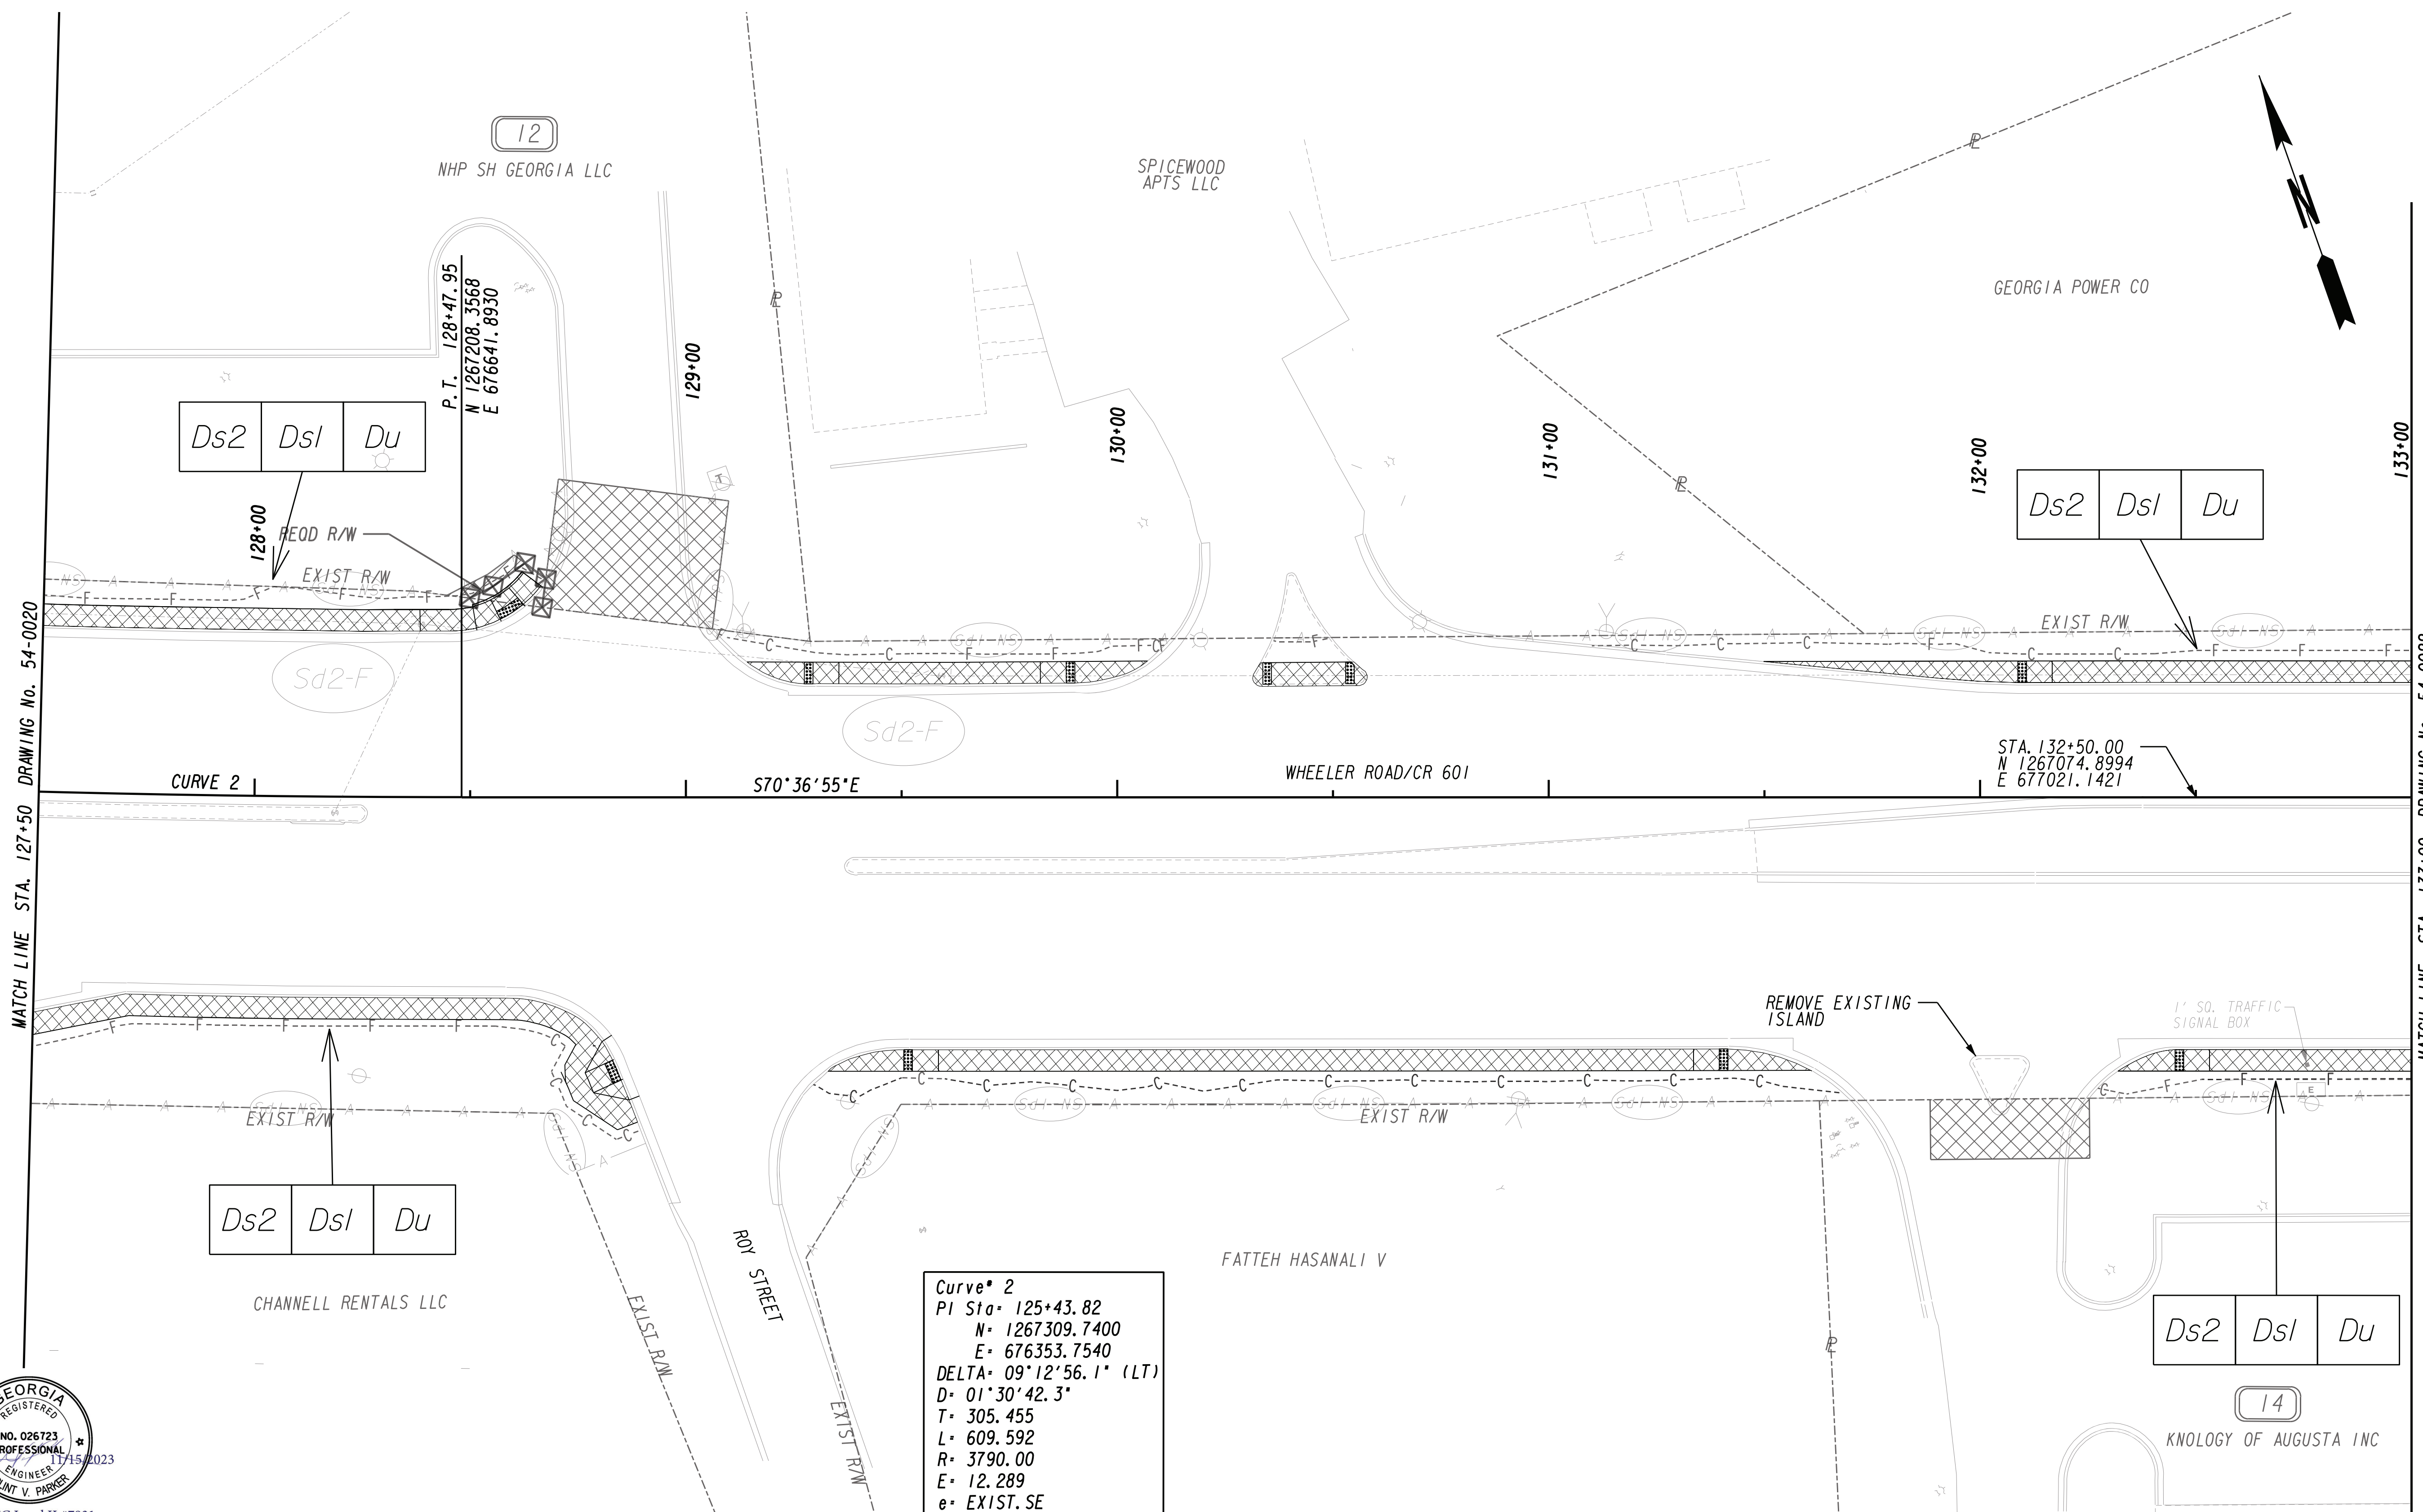 12
NHP SH GEORGIA LLC
SPICEWOOD
APTS LLC
GEORGIA POWER CO
N
P.T. 128+47.95
N 1267208.3568
E 676641.8930
128+00
129+00
130+00
131+00
132+00
133+00
Ds2 Ds1 Du
Ds2 Ds1 Du
REQD R/W
EXIST R/W
EXIST R/W
Sd2-F
Sd2-F
MATCH LINE STA. 127+50 DRAWING No. 54-0020
CURVE 2
S70°36'55"E
WHEELER ROAD/CR 601
STA. 132+50.00
N 1267074.8994
E 677021.1421
REMOVE EXISTING
ISLAND
1' SQ. TRAFFIC
SIGNAL BOX
EXIST R/W
EXIST R/W
Ds2 Ds1 Du
CHANNELL RENTALS LLC
EXIST R/W
ROY STREET
EXIST R/W
FATTEH HASANALI V
Curve# 2
PI Sta= 125+43.82
N= 1267309.7400
E= 676353.7540
DELTA= 09°12'56.1" (LT)
D= 01°30'42.3"
T= 305.455
L= 609.592
R= 3790.00
E= 12.289
e= EXIST. SE
Ds2 Ds1 Du
14
KNOLOGY OF AUGUSTA INC
GEORGIA
REGISTERED
NO. 026723
PROFESSIONAL
ENGINEER
V. PARKER
11/15/2023